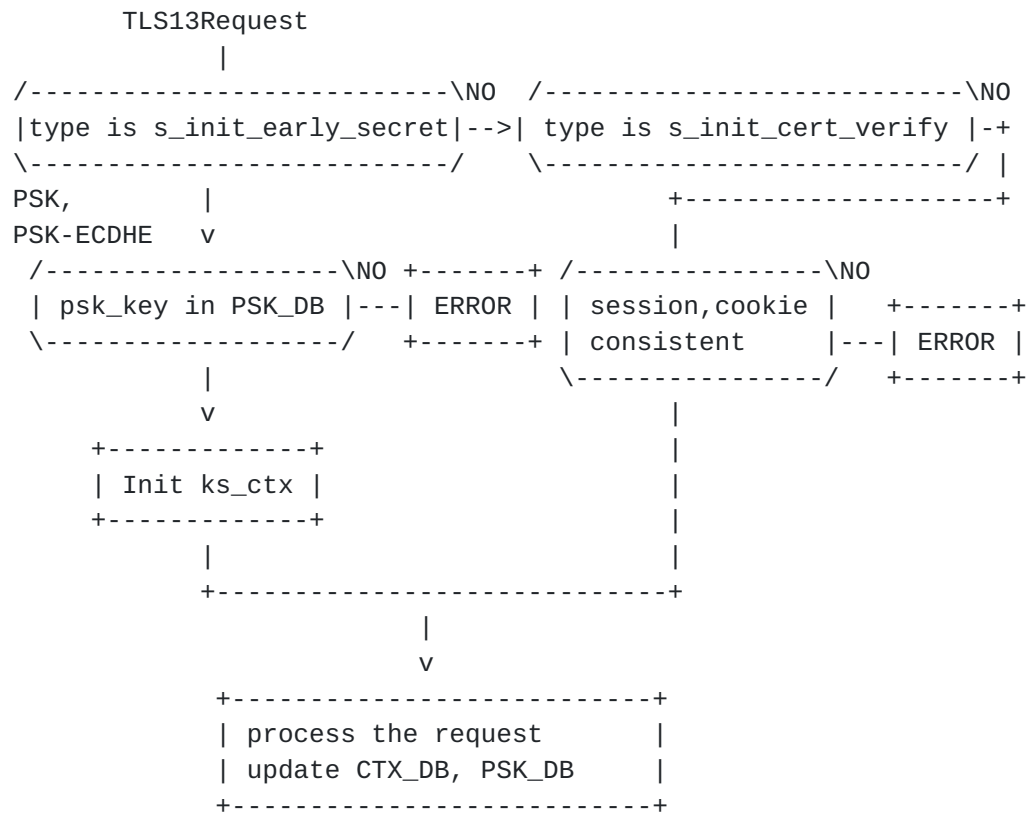 TLS13Request
|
/---------------------------\NO  /---------------------------\NO
|type is s_init_early_secret|-->| type is s_init_cert_verify |-+
\---------------------------/    \---------------------------/ |
PSK,        |                             +--------------------+
PSK-ECDHE   v                             |
/-------------------\NO +-------+ /----------------\NO
| psk_key in PSK_DB |---| ERROR | | session,cookie |   +-------+
\-------------------/   +-------+ | consistent     |---| ERROR |
|                      \----------------/   +-------+
v                             |
+-------------+                      |
| Init ks_ctx |                      |
+-------------+                      |
|                             |
+-----------------------------+
|
v
+---------------------------+
| process the request       |
| update CTX_DB, PSK_DB     |
+---------------------------+